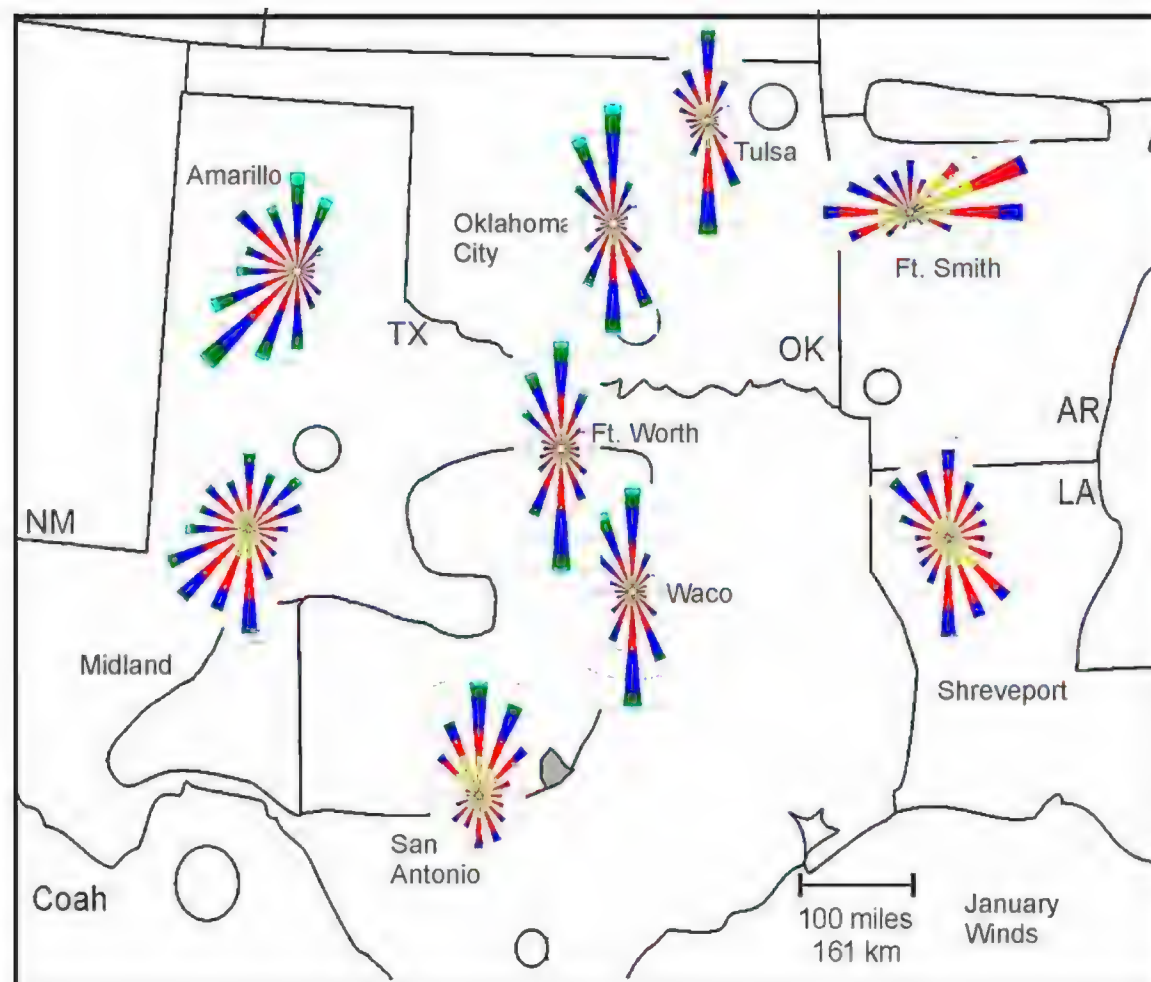 Tulsa
Amarillo
Oklahoma
City
Ft. Smith
TX
OK
AR
Ft. Worth
LA
NM
Waco
Midland
Shreveport
San
Antonio
Coah
100 miles
161 km
January
Winds